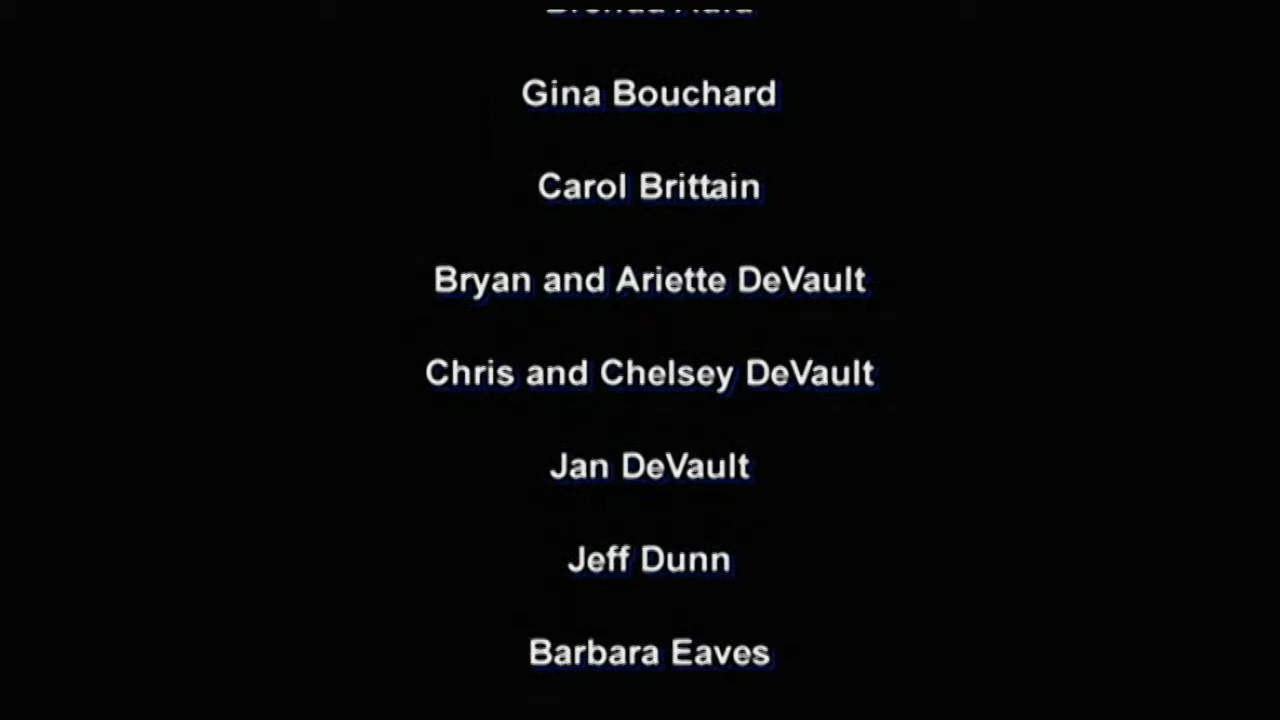 Gina Bouchard
Carol Brittain
Bryan and Ariette DeVault
Chris and Chelsey DeVault
Jan DeVault
Jeff Dunn
Barbara Eaves